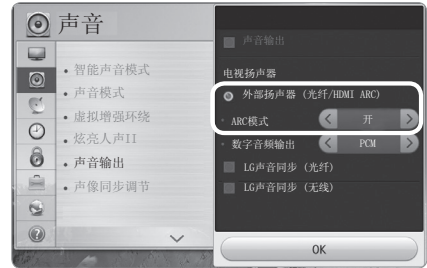 声音
• 智能声音模式
• 声音模式
• 虚拟增强环绕
• 炫亮人声II
• 声音输出
• 声像同步调节
声音输出
电视扬声器
外部扬声器 (光纤/HDMI ARC)
• ARC模式 < 开 >
• 数字音频输出 < PCM >
LG声音同步 (光纤)
LG声音同步 (无线)
OK